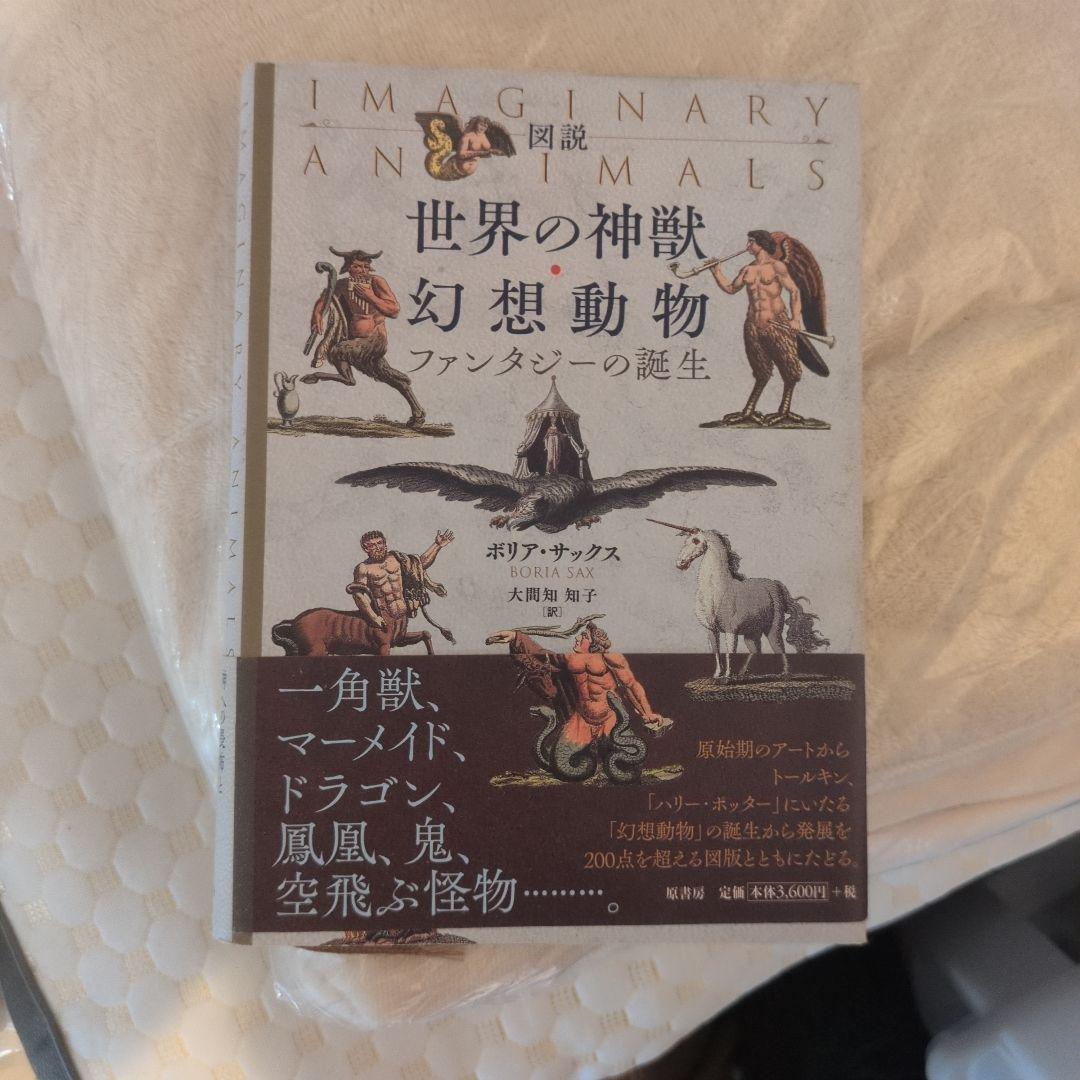 IMAGINARY
図説
ANIMALS
世界の神獣・
幻想動物
ファンタジーの誕生
ボリア・サックス
BORIA SAX
大間知 知子
[訳]
一角獣、
マーメイド、
ドラゴン、
鳳凰、鬼、
空飛ぶ怪物………。
原始期のアートから
トールキン、
「ハリー・ポッター」にいたる
「幻想動物」の誕生から発展を
200点を超える図版とともにたどる。
原書房 定価 本体3,600円 +税
IMAGINARY ANIMALS